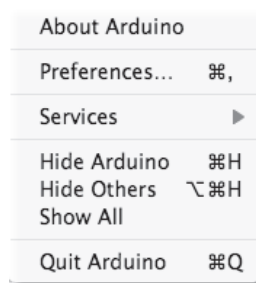 About Arduino
Preferences... ⌘,
Services ▶
Hide Arduino ⌘H
Hide Others ⌥⌘H
Show All
Quit Arduino ⌘Q